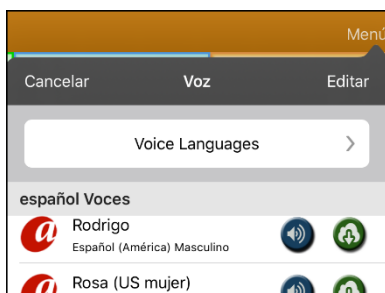 Menú
Cancelar Voz Editar
Voice Languages
español Voces
Rodrigo
Español (América) Masculino
Rosa (US mujer)